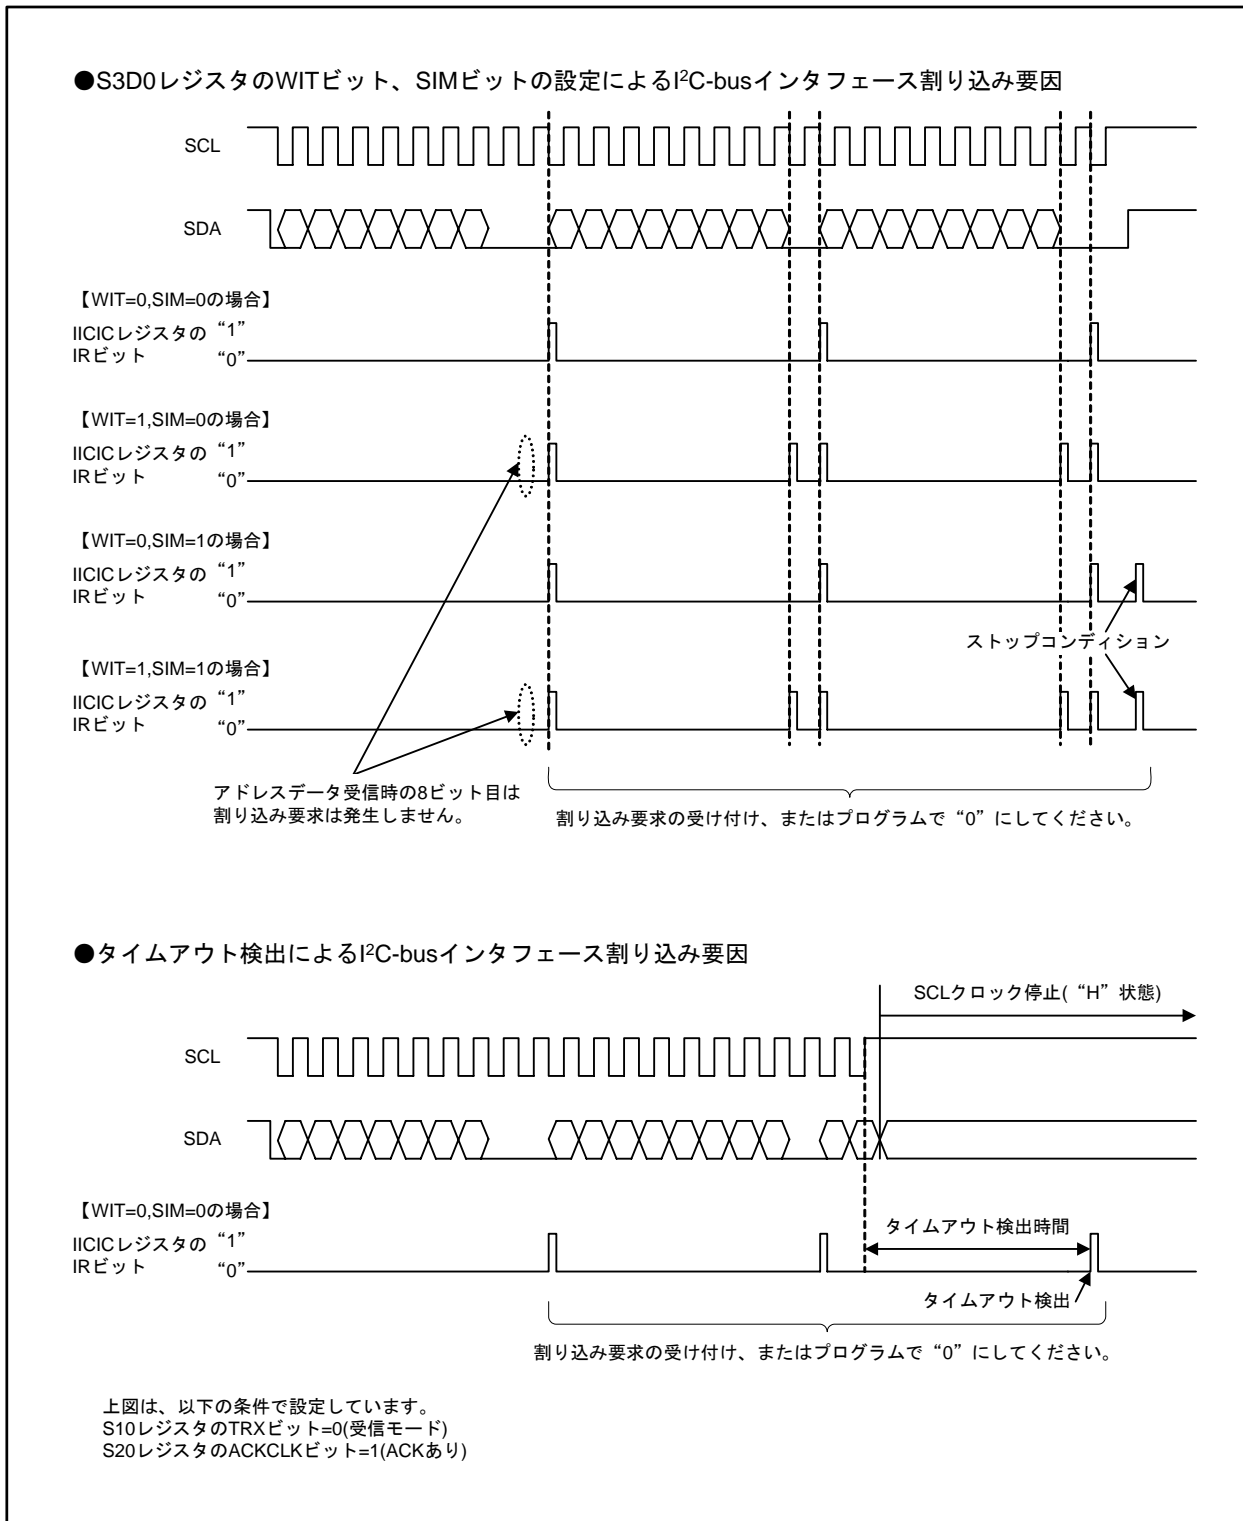 ●S3D0レジスタのWITビット、SIMビットの設定によるI²C-busインタフェース割り込み要因
SCL
SDA
【WIT=0,SIM=0の場合】
IICICレジスタの “1”
IRビット “0”
【WIT=1,SIM=0の場合】
IICICレジスタの “1”
IRビット “0”
【WIT=0,SIM=1の場合】
IICICレジスタの “1”
IRビット “0”
ストップコンディション
【WIT=1,SIM=1の場合】
IICICレジスタの “1”
IRビット “0”
アドレスデータ受信時の8ビット目は
割り込み要求は発生しません。
割り込み要求の受け付け、またはプログラムで“0”にしてください。
●タイムアウト検出によるI²C-busインタフェース割り込み要因
SCLクロック停止(“H”状態)
SCL
SDA
【WIT=0,SIM=0の場合】
IICICレジスタの “1”
IRビット “0”
タイムアウト検出時間
タイムアウト検出
割り込み要求の受け付け、またはプログラムで“0”にしてください。
上図は、以下の条件で設定しています。
S10レジスタのTRXビット=0(受信モード)
S20レジスタのACKCLKビット=1(ACKあり)